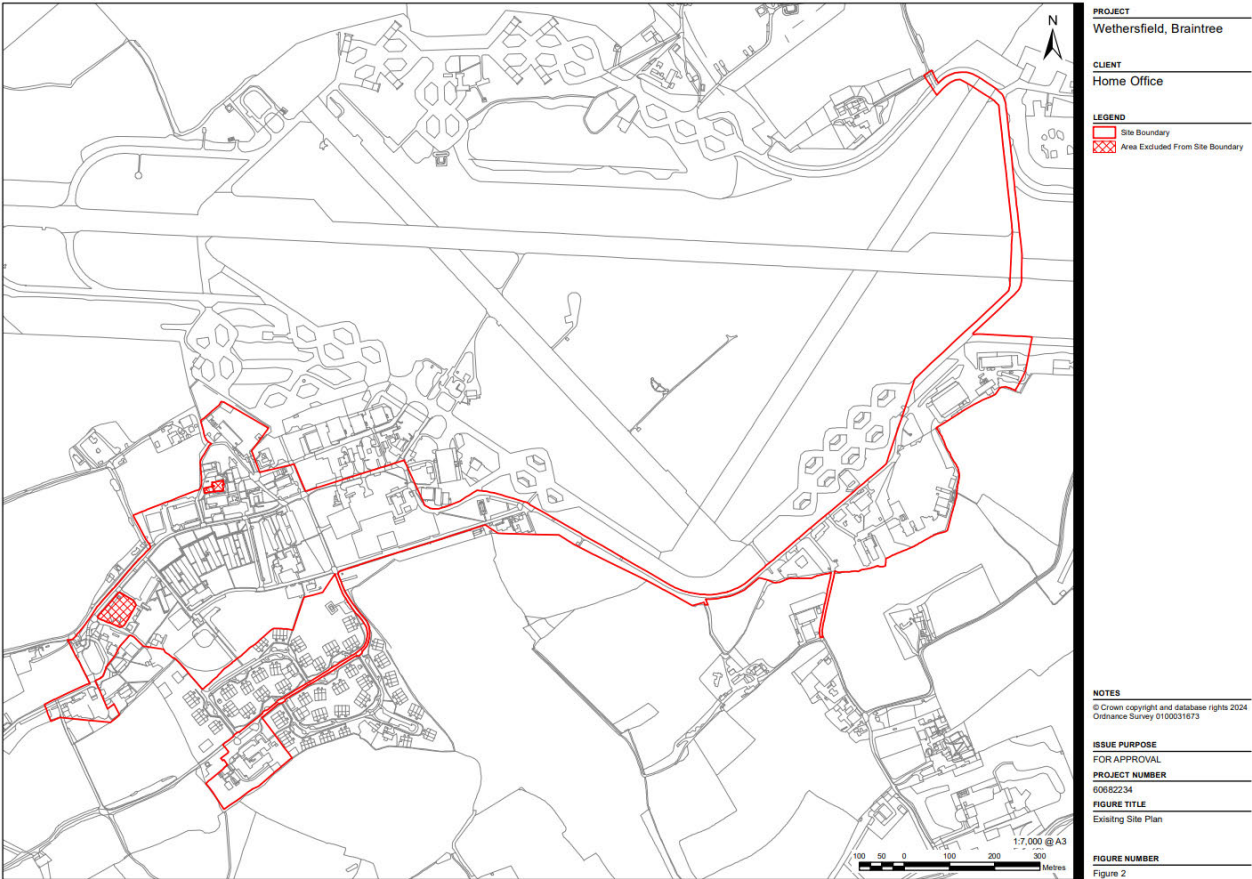 N
1:7,000 @ A3
100 50 0 100 200 300
Metres
PROJECT
Wethersfield, Braintree
CLIENT
Home Office
LEGEND
Site Boundary
Area Excluded From Site Boundary
NOTES
© Crown copyright and database rights 2024
Ordnance Survey 0100031673
ISSUE PURPOSE
FOR APPROVAL
PROJECT NUMBER
60682234
FIGURE TITLE
Exisitng Site Plan
FIGURE NUMBER
Figure 2